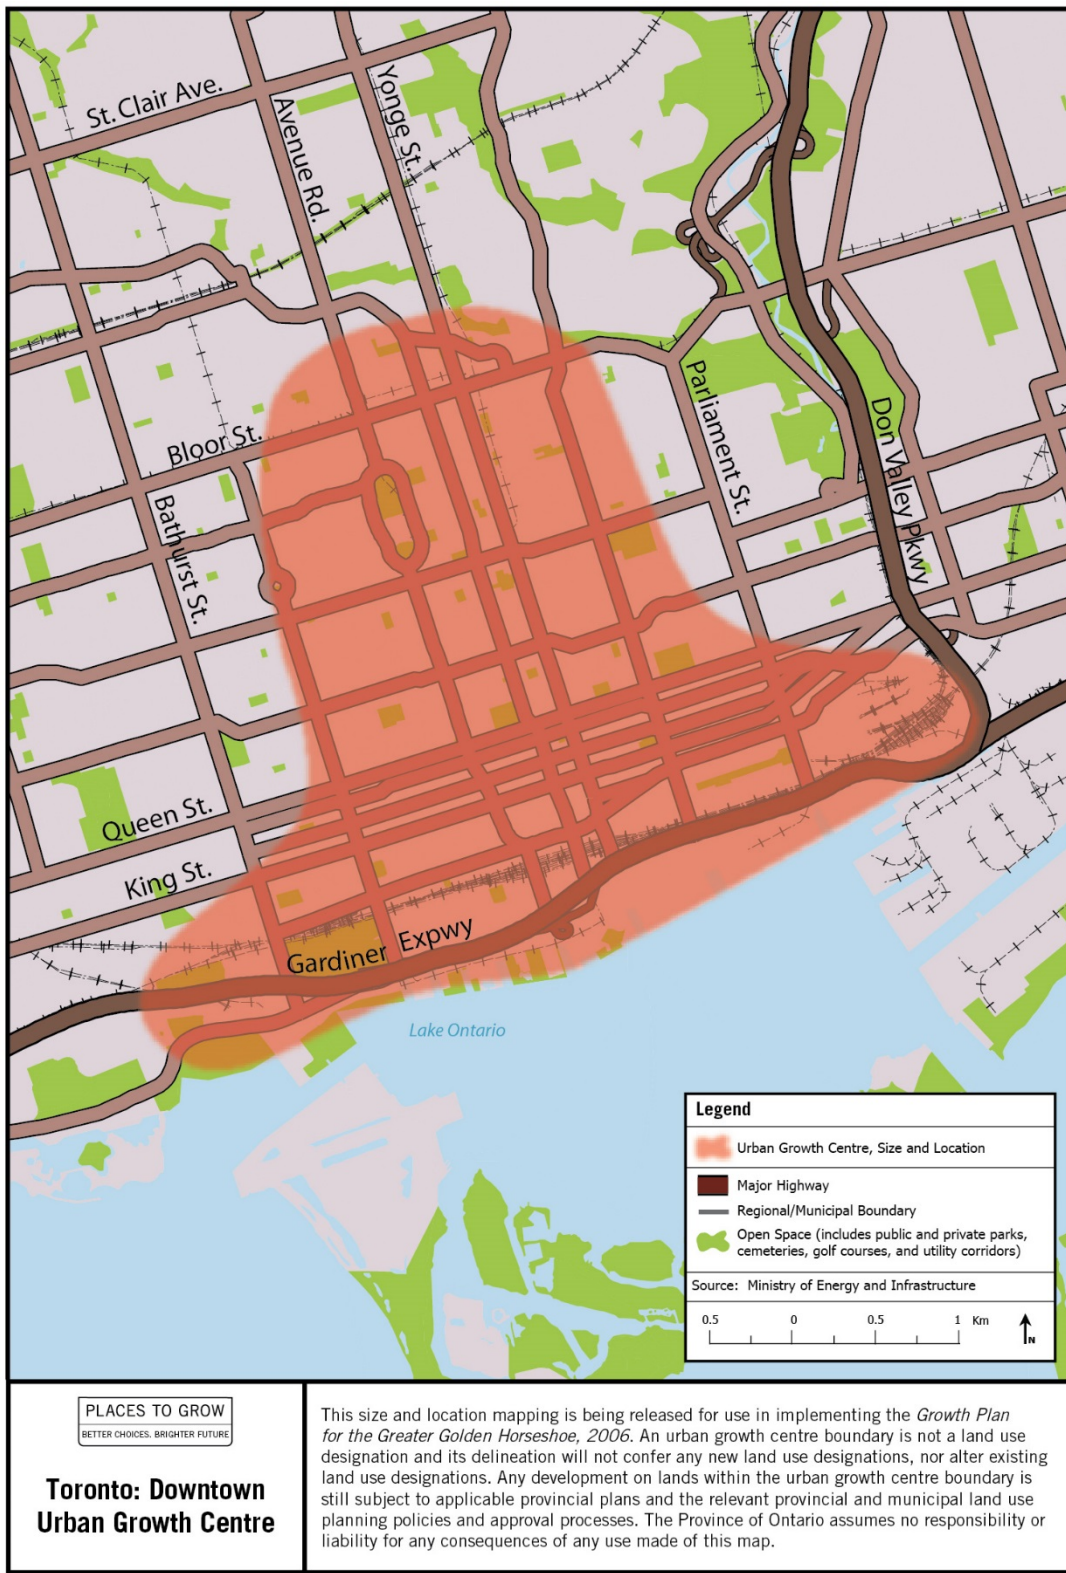 St. Clair Ave.
Avenue Rd.
Yonge St.
Bloor St.
Bathurst St.
Parliament St.
Don Valley Pkwy
Queen St.
King St.
Gardiner Expwy
Lake Ontario
Legend
Urban Growth Centre, Size and Location
Major Highway
Regional/Municipal Boundary
Open Space (includes public and private parks,
cemeteries, golf courses, and utility corridors)
Source: Ministry of Energy and Infrastructure
0.5 0 0.5 1 Km
N
PLACES TO GROW
BETTER CHOICES. BRIGHTER FUTURE
Toronto: Downtown
Urban Growth Centre
This size and location mapping is being released for use in implementing the Growth Plan
for the Greater Golden Horseshoe, 2006. An urban growth centre boundary is not a land use
designation and its delineation will not confer any new land use designations, nor alter existing
land use designations. Any development on lands within the urban growth centre boundary is
still subject to applicable provincial plans and the relevant provincial and municipal land use
planning policies and approval processes. The Province of Ontario assumes no responsibility or
liability for any consequences of any use made of this map.